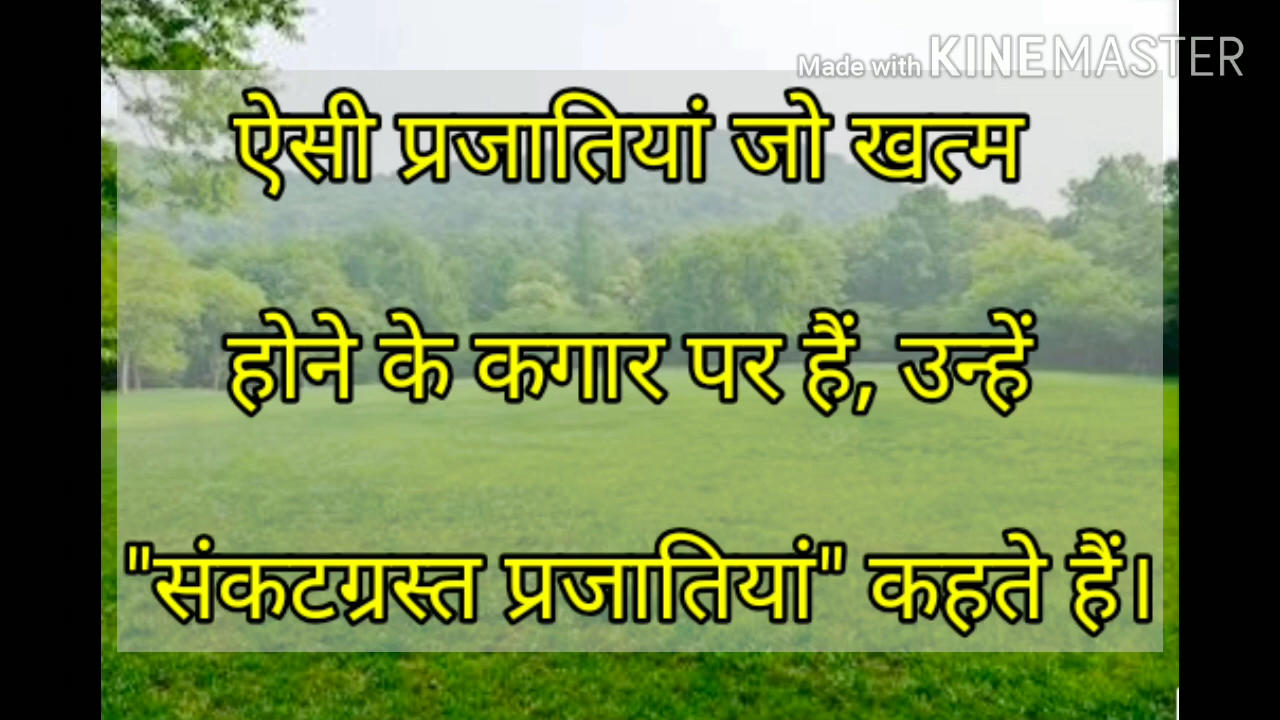 Made with KINEMASTER
ऐसी प्रजातियां जो खत्म
होने के कगार पर हैं, उन्हें
"संकटग्रस्त प्रजातियां" कहते हैं।